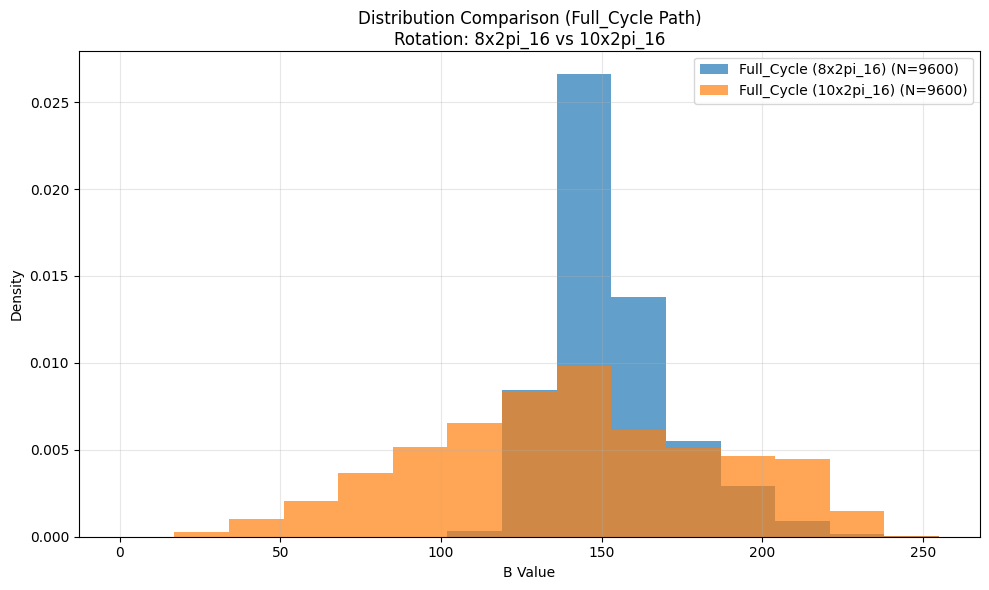 Distribution Comparison (Full_Cycle Path)
Rotation: 8x2pi_16 vs 10x2pi_16
Full_Cycle (8x2pi_16) (N=9600)
Full_Cycle (10x2pi_16) (N=9600)
0.025
0.020
0.015
0.010
0.005
0.000
Density
0 50 100 150 200 250
B Value